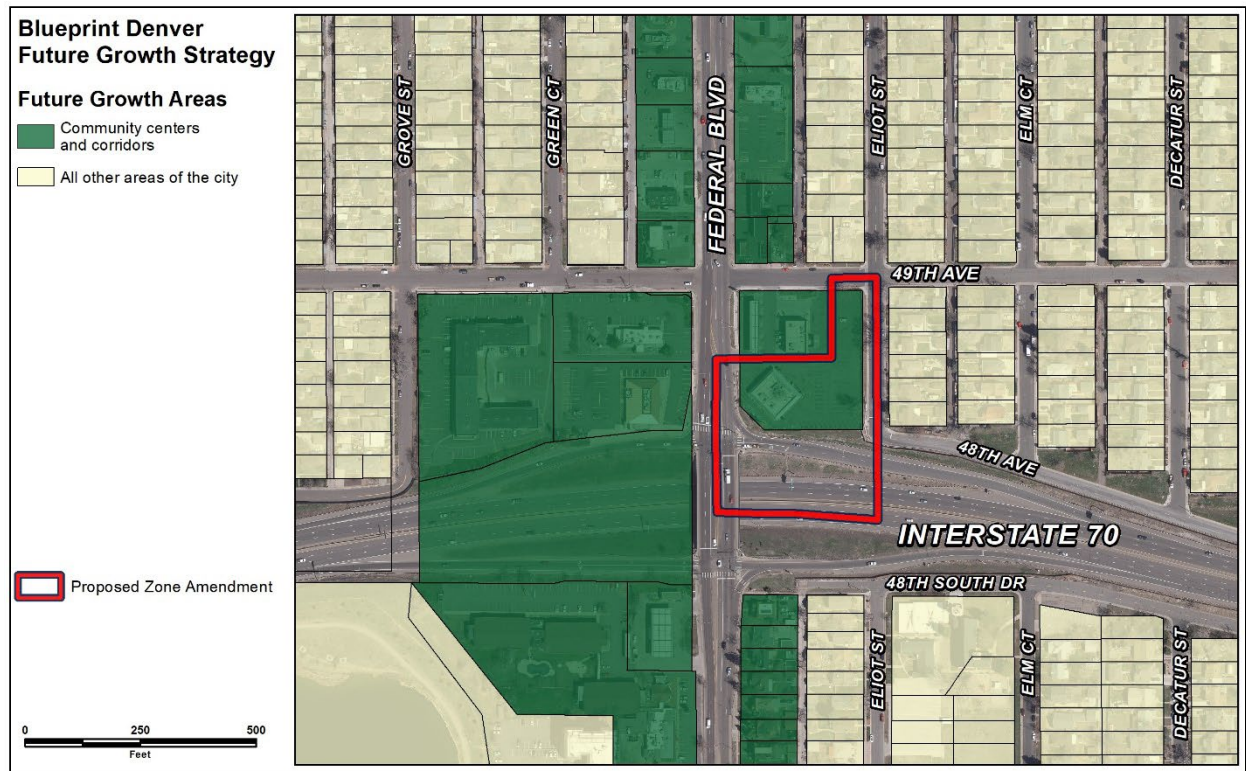 Blueprint Denver
Future Growth Strategy
Future Growth Areas
Community centers
and corridors
All other areas of the city
Proposed Zone Amendment
0 250 500
Feet
GROVE ST
GREEN CT
FEDERAL BLVD
ELIOT ST
ELM CT
DECATUR ST
49TH AVE
48TH AVE
INTERSTATE 70
48TH SOUTH DR
ELIOT ST
ELM CT
DECATUR ST